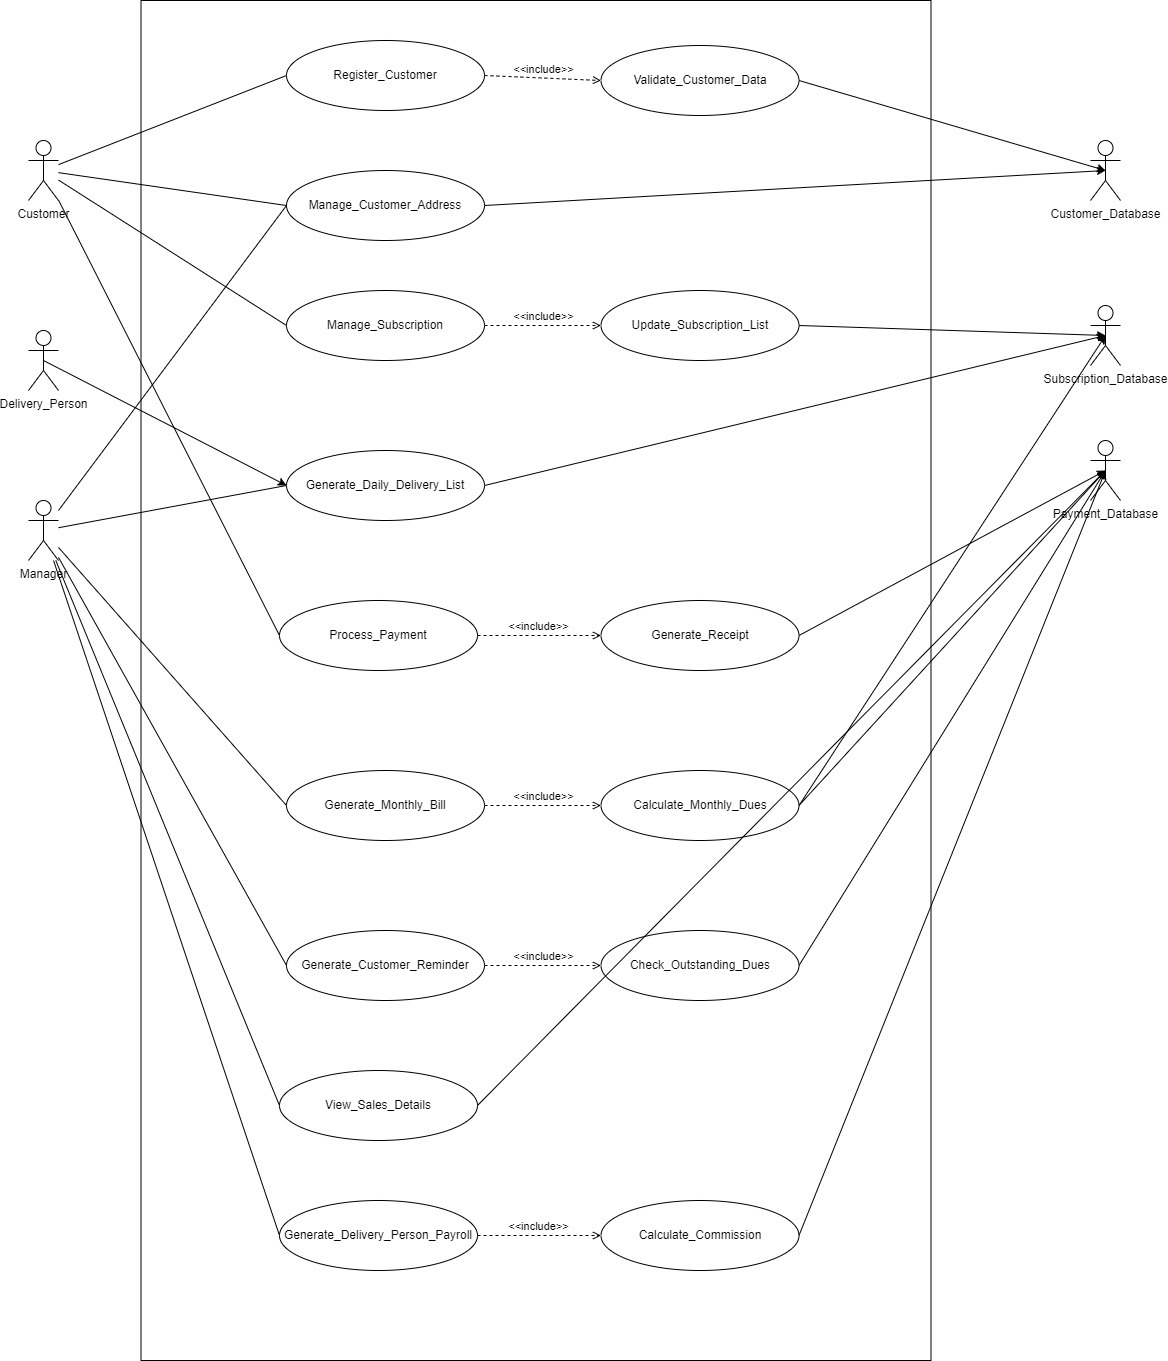 Register_Customer
<<include>>
Validate_Customer_Data
Customer
Manage_Customer_Address
Customer_Database
Manage_Subscription
<<include>>
Update_Subscription_List
Subscription_Database
Delivery_Person
Generate_Daily_Delivery_List
Payment_Database
Manager
Process_Payment
<<include>>
Generate_Receipt
Generate_Monthly_Bill
<<include>>
Calculate_Monthly_Dues
Generate_Customer_Reminder
<<include>>
Check_Outstanding_Dues
View_Sales_Details
Generate_Delivery_Person_Payroll
<<include>>
Calculate_Commission